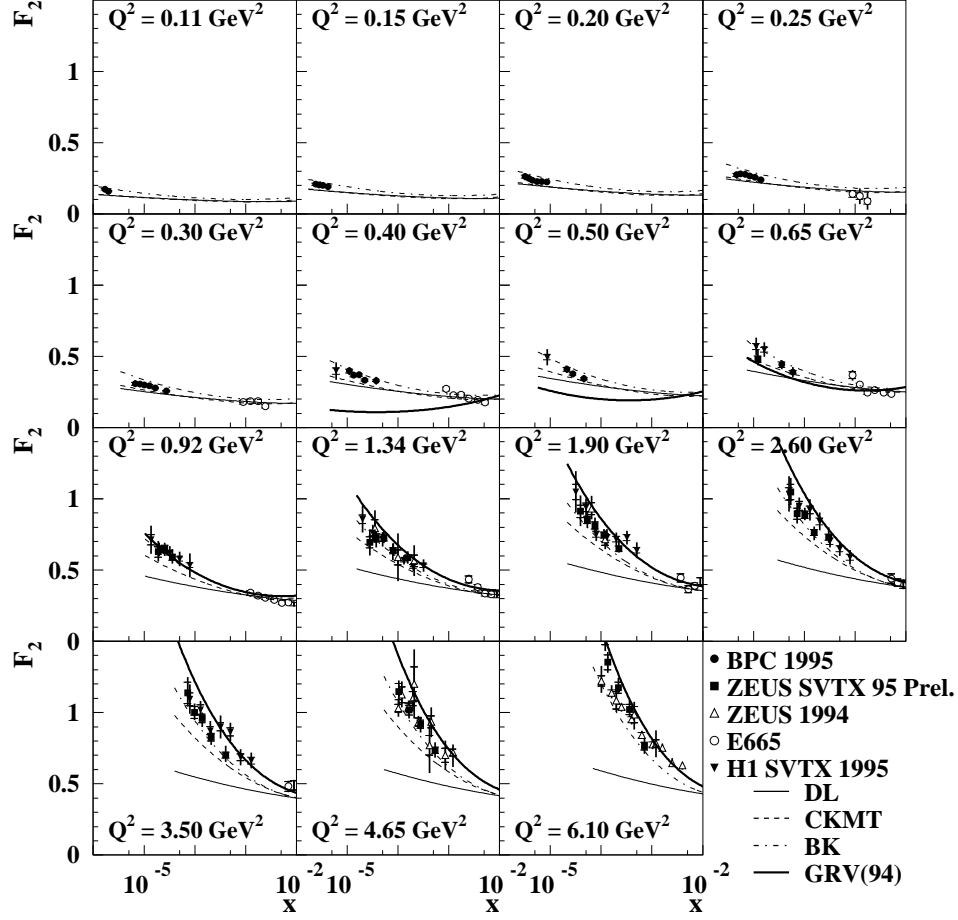 F₂
Q² = 0.11 GeV² Q² = 0.15 GeV² Q² = 0.20 GeV² Q² = 0.25 GeV²
1
0.5
0
F₂
Q² = 0.30 GeV² Q² = 0.40 GeV² Q² = 0.50 GeV² Q² = 0.65 GeV²
1
0.5
0
F₂
Q² = 0.92 GeV² Q² = 1.34 GeV² Q² = 1.90 GeV² Q² = 2.60 GeV²
1
0.5
0
F₂
BPC 1995
ZEUS SVTX 95 Prel.
1
ZEUS 1994
E665
H1 SVTX 1995
0.5
DL
CKMT
Q² = 3.50 GeV² Q² = 4.65 GeV² Q² = 6.10 GeV²
BK
0
GRV(94)
10⁻⁵ 10⁻² 10⁻⁵ 10⁻² 10⁻⁵ 10⁻²
x x x